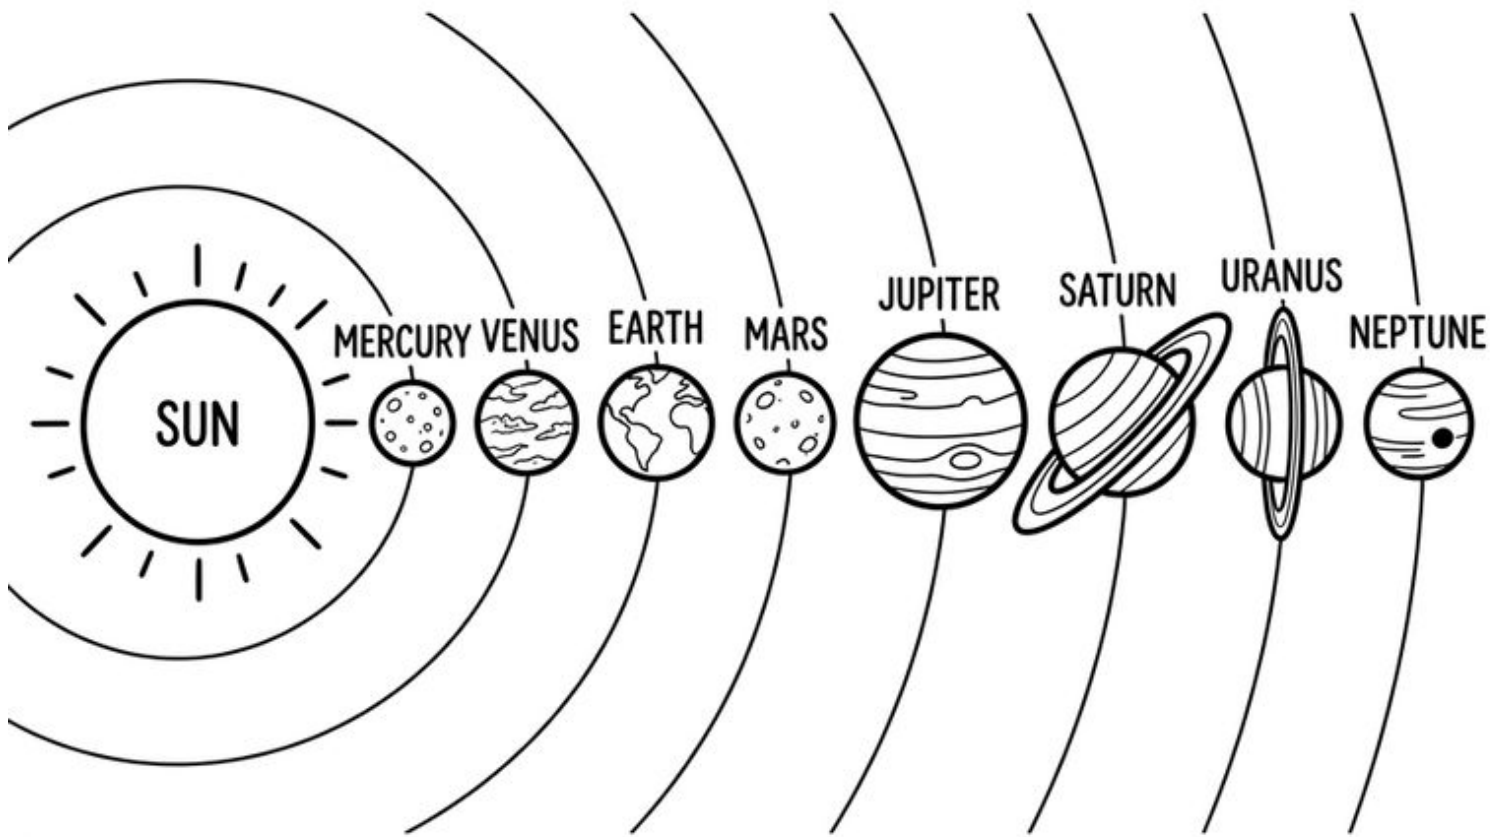 SUN
MERCURY
VENUS
EARTH
MARS
JUPITER
SATURN
URANUS
NEPTUNE